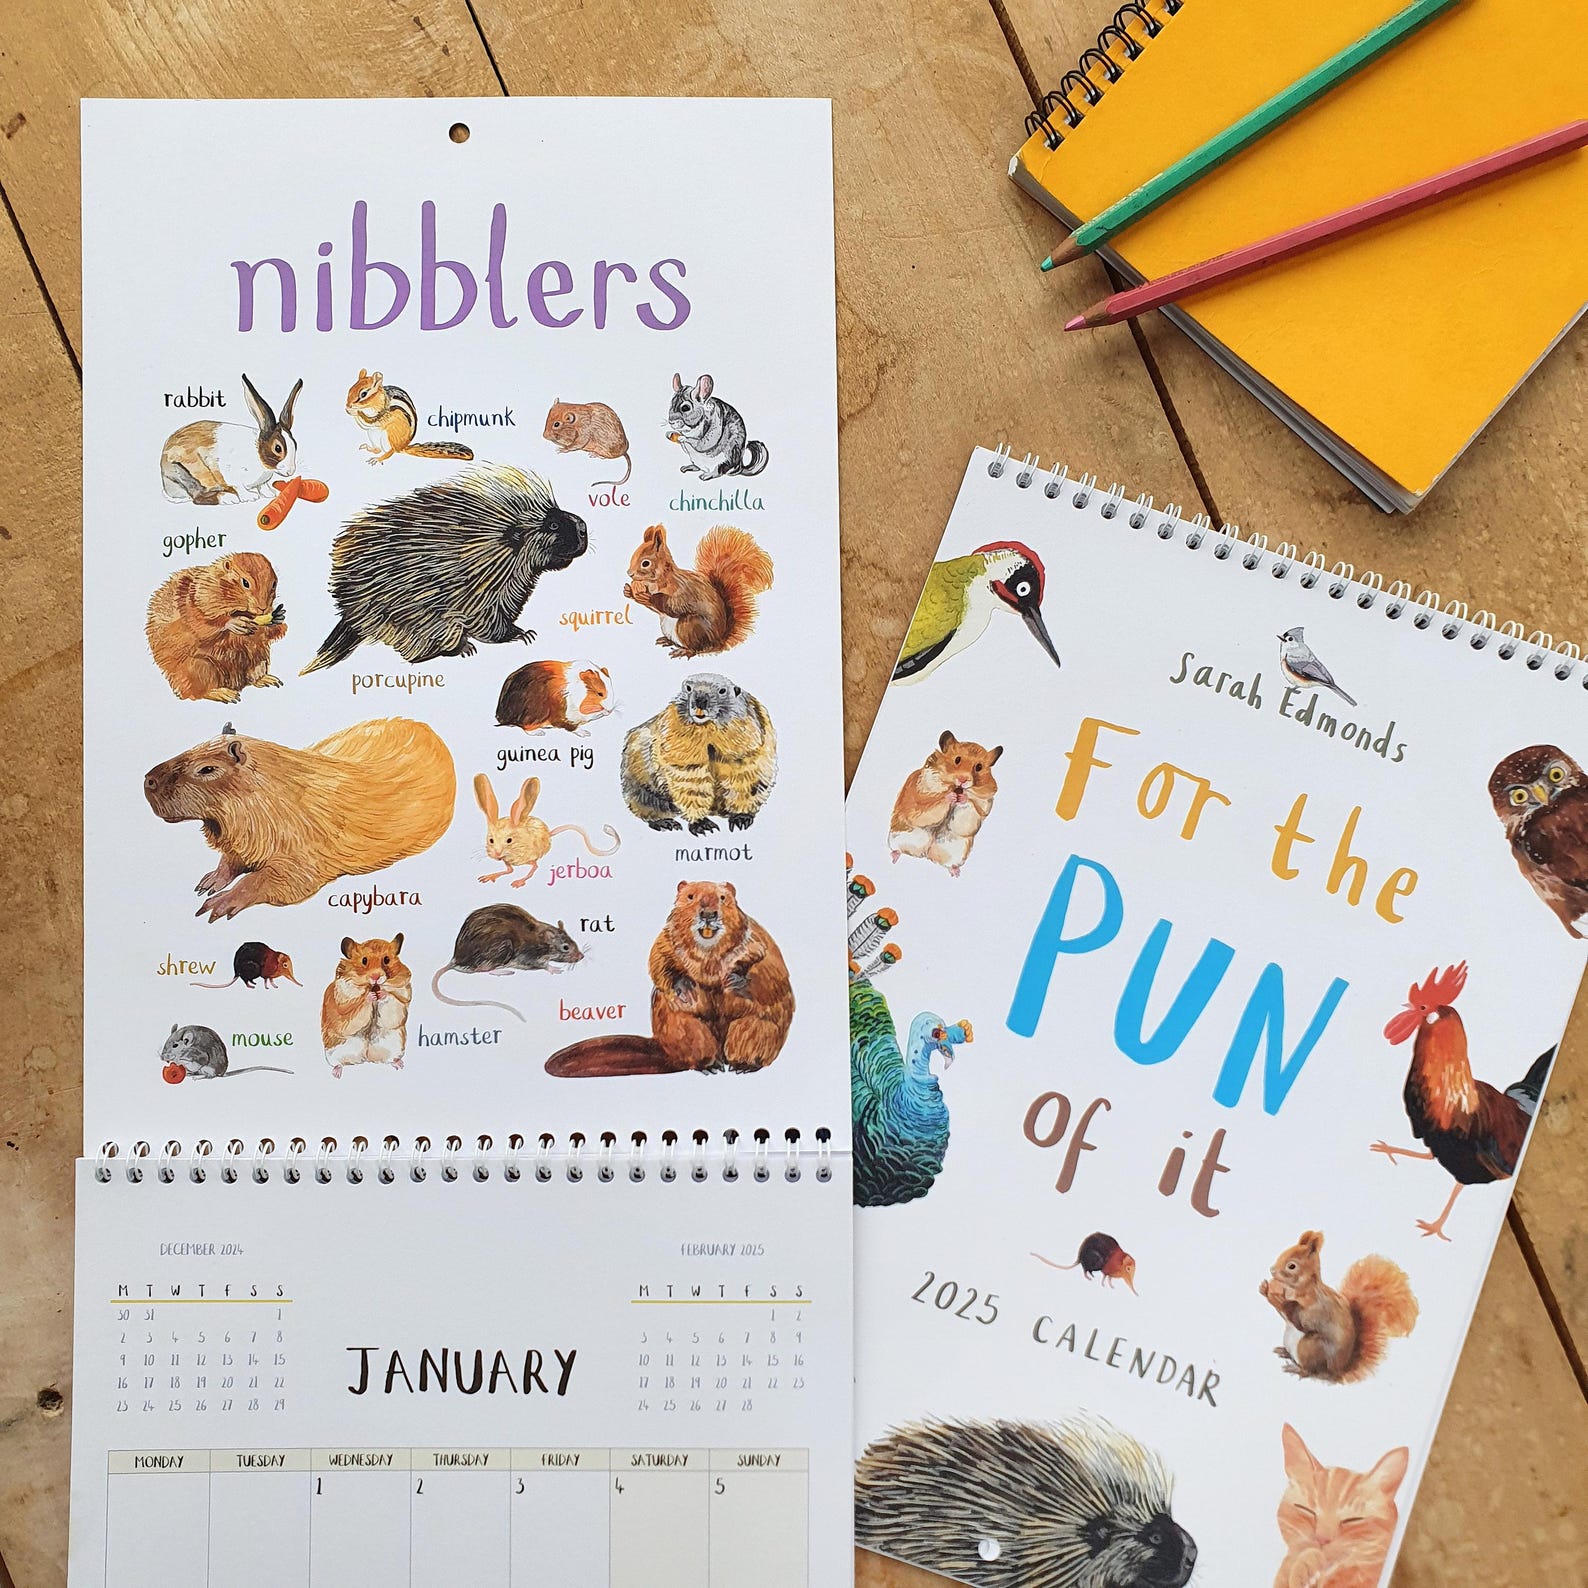 nibblers
rabbit
chipmunk
vole
chinchilla
gopher
squirrel
porcupine
guinea pig
marmot
jerboa
capybara
rat
shrew
beaver
mouse
hamster
DECEMBER 2024
M T W T F S S
30 31 1
2 3 4 5 6 7 8
9 10 11 12 13 14 15
16 17 18 19 20 21 22
23 24 25 26 27 28 29
JANUARY
FEBRUARY 2025
M T W T F S S
1 2
3 4 5 6 7 8 9
10 11 12 13 14 15 16
17 18 19 20 21 22 23
24 25 26 27 28
MONDAY TUESDAY WEDNESDAY THURSDAY FRIDAY SATURDAY SUNDAY
1 2 3 4 5
Sarah Edmonds
For the
PUN
of it
2025 CALENDAR